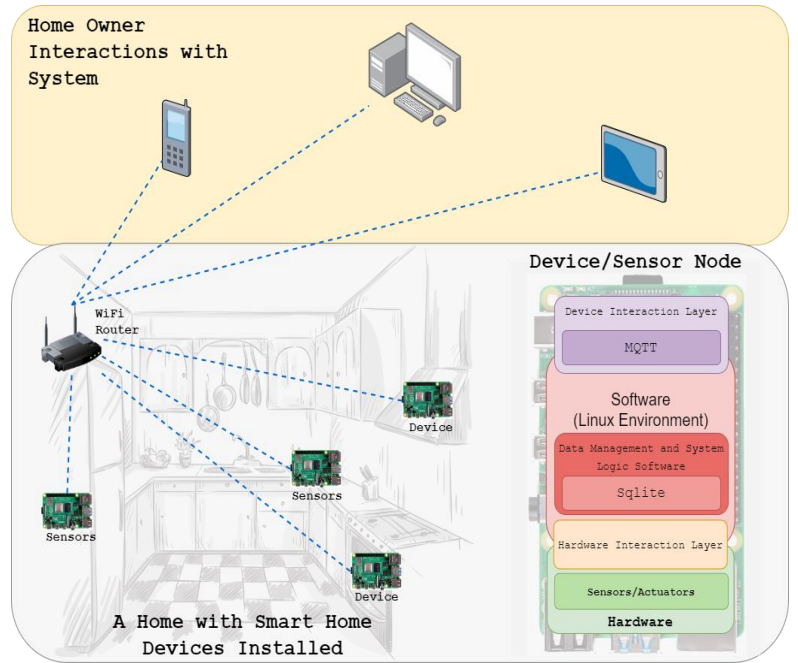 Home Owner
Interactions with
System
WiFi
Router
Device
Sensors
Sensors
Device
A Home with Smart Home
Devices Installed
Device/Sensor Node
Device Interaction Layer
MQTT
Software
(Linux Environment)
Data Management and System
Logic Software
Sqlite
Hardware Interaction Layer
Sensors/Actuators
Hardware